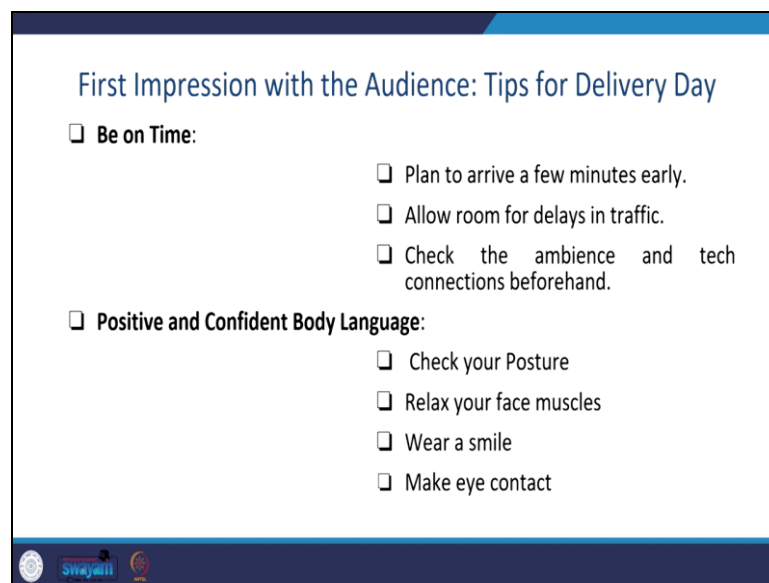 First Impression with the Audience: Tips for Delivery Day
❑ Be on Time:
❑ Plan to arrive a few minutes early.
❑ Allow room for delays in traffic.
❑ Check the ambience and tech
connections beforehand.
❑ Positive and Confident Body Language:
❑ Check your Posture
❑ Relax your face muscles
❑ Wear a smile
❑ Make eye contact
swayam